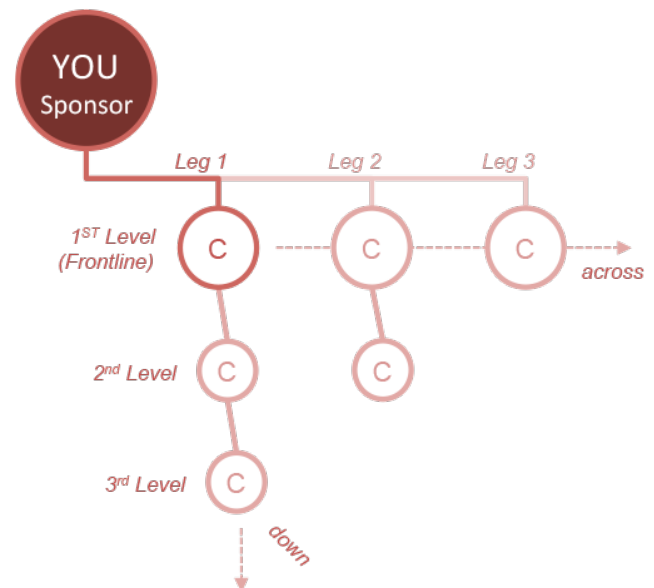 YOU
Sponsor
Leg 1
Leg 2
Leg 3
1ST Level
(Frontline)
C
C
C
across
2nd Level
C
C
3rd Level
C
down